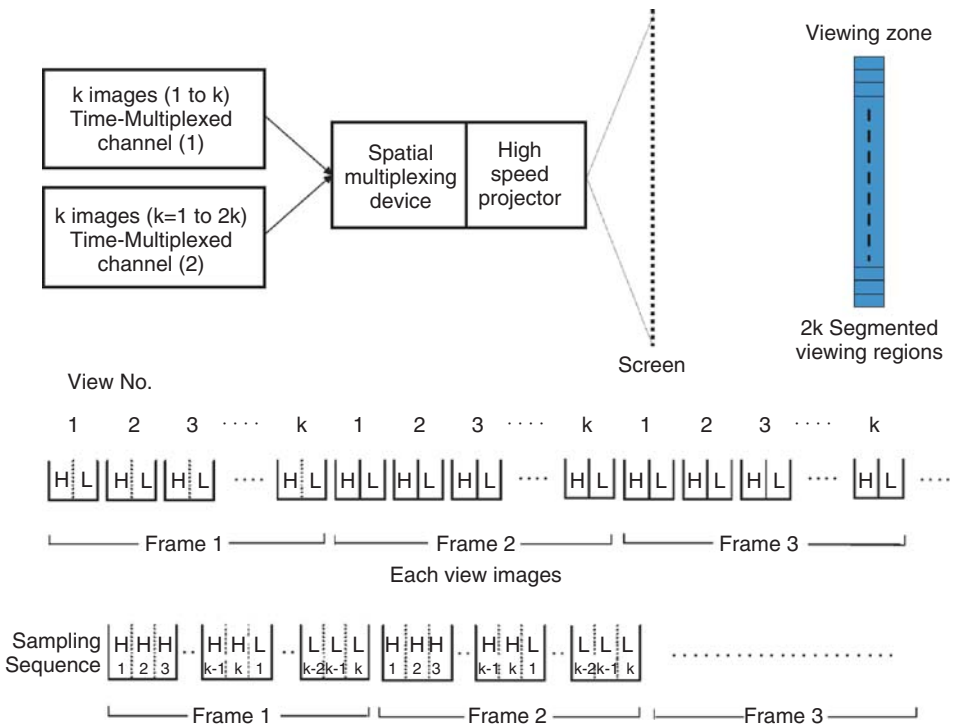 k images (1 to k)
Time-Multiplexed
channel (1)
k images (k=1 to 2k)
Time-Multiplexed
channel (2)
Spatial
multiplexing
device
High
speed
projector
Screen
Viewing zone
2k Segmented
viewing regions
View No.
1 2 3 .... k 1 2 3 .... k 1 2 3 .... k
H L H L H L .... H L H L H L H L .... H L H L H L H L .... H L ....
Frame 1 Frame 2 Frame 3
Each view images
Sampling
Sequence
H H H .. H H L .. L L L H H H .. H H L .. L L L ..................
1 2 3 k-1 k 1 k-2 k-1 k 1 2 3 k-1 k 1 k-2 k-1 k
Frame 1 Frame 2 Frame 3